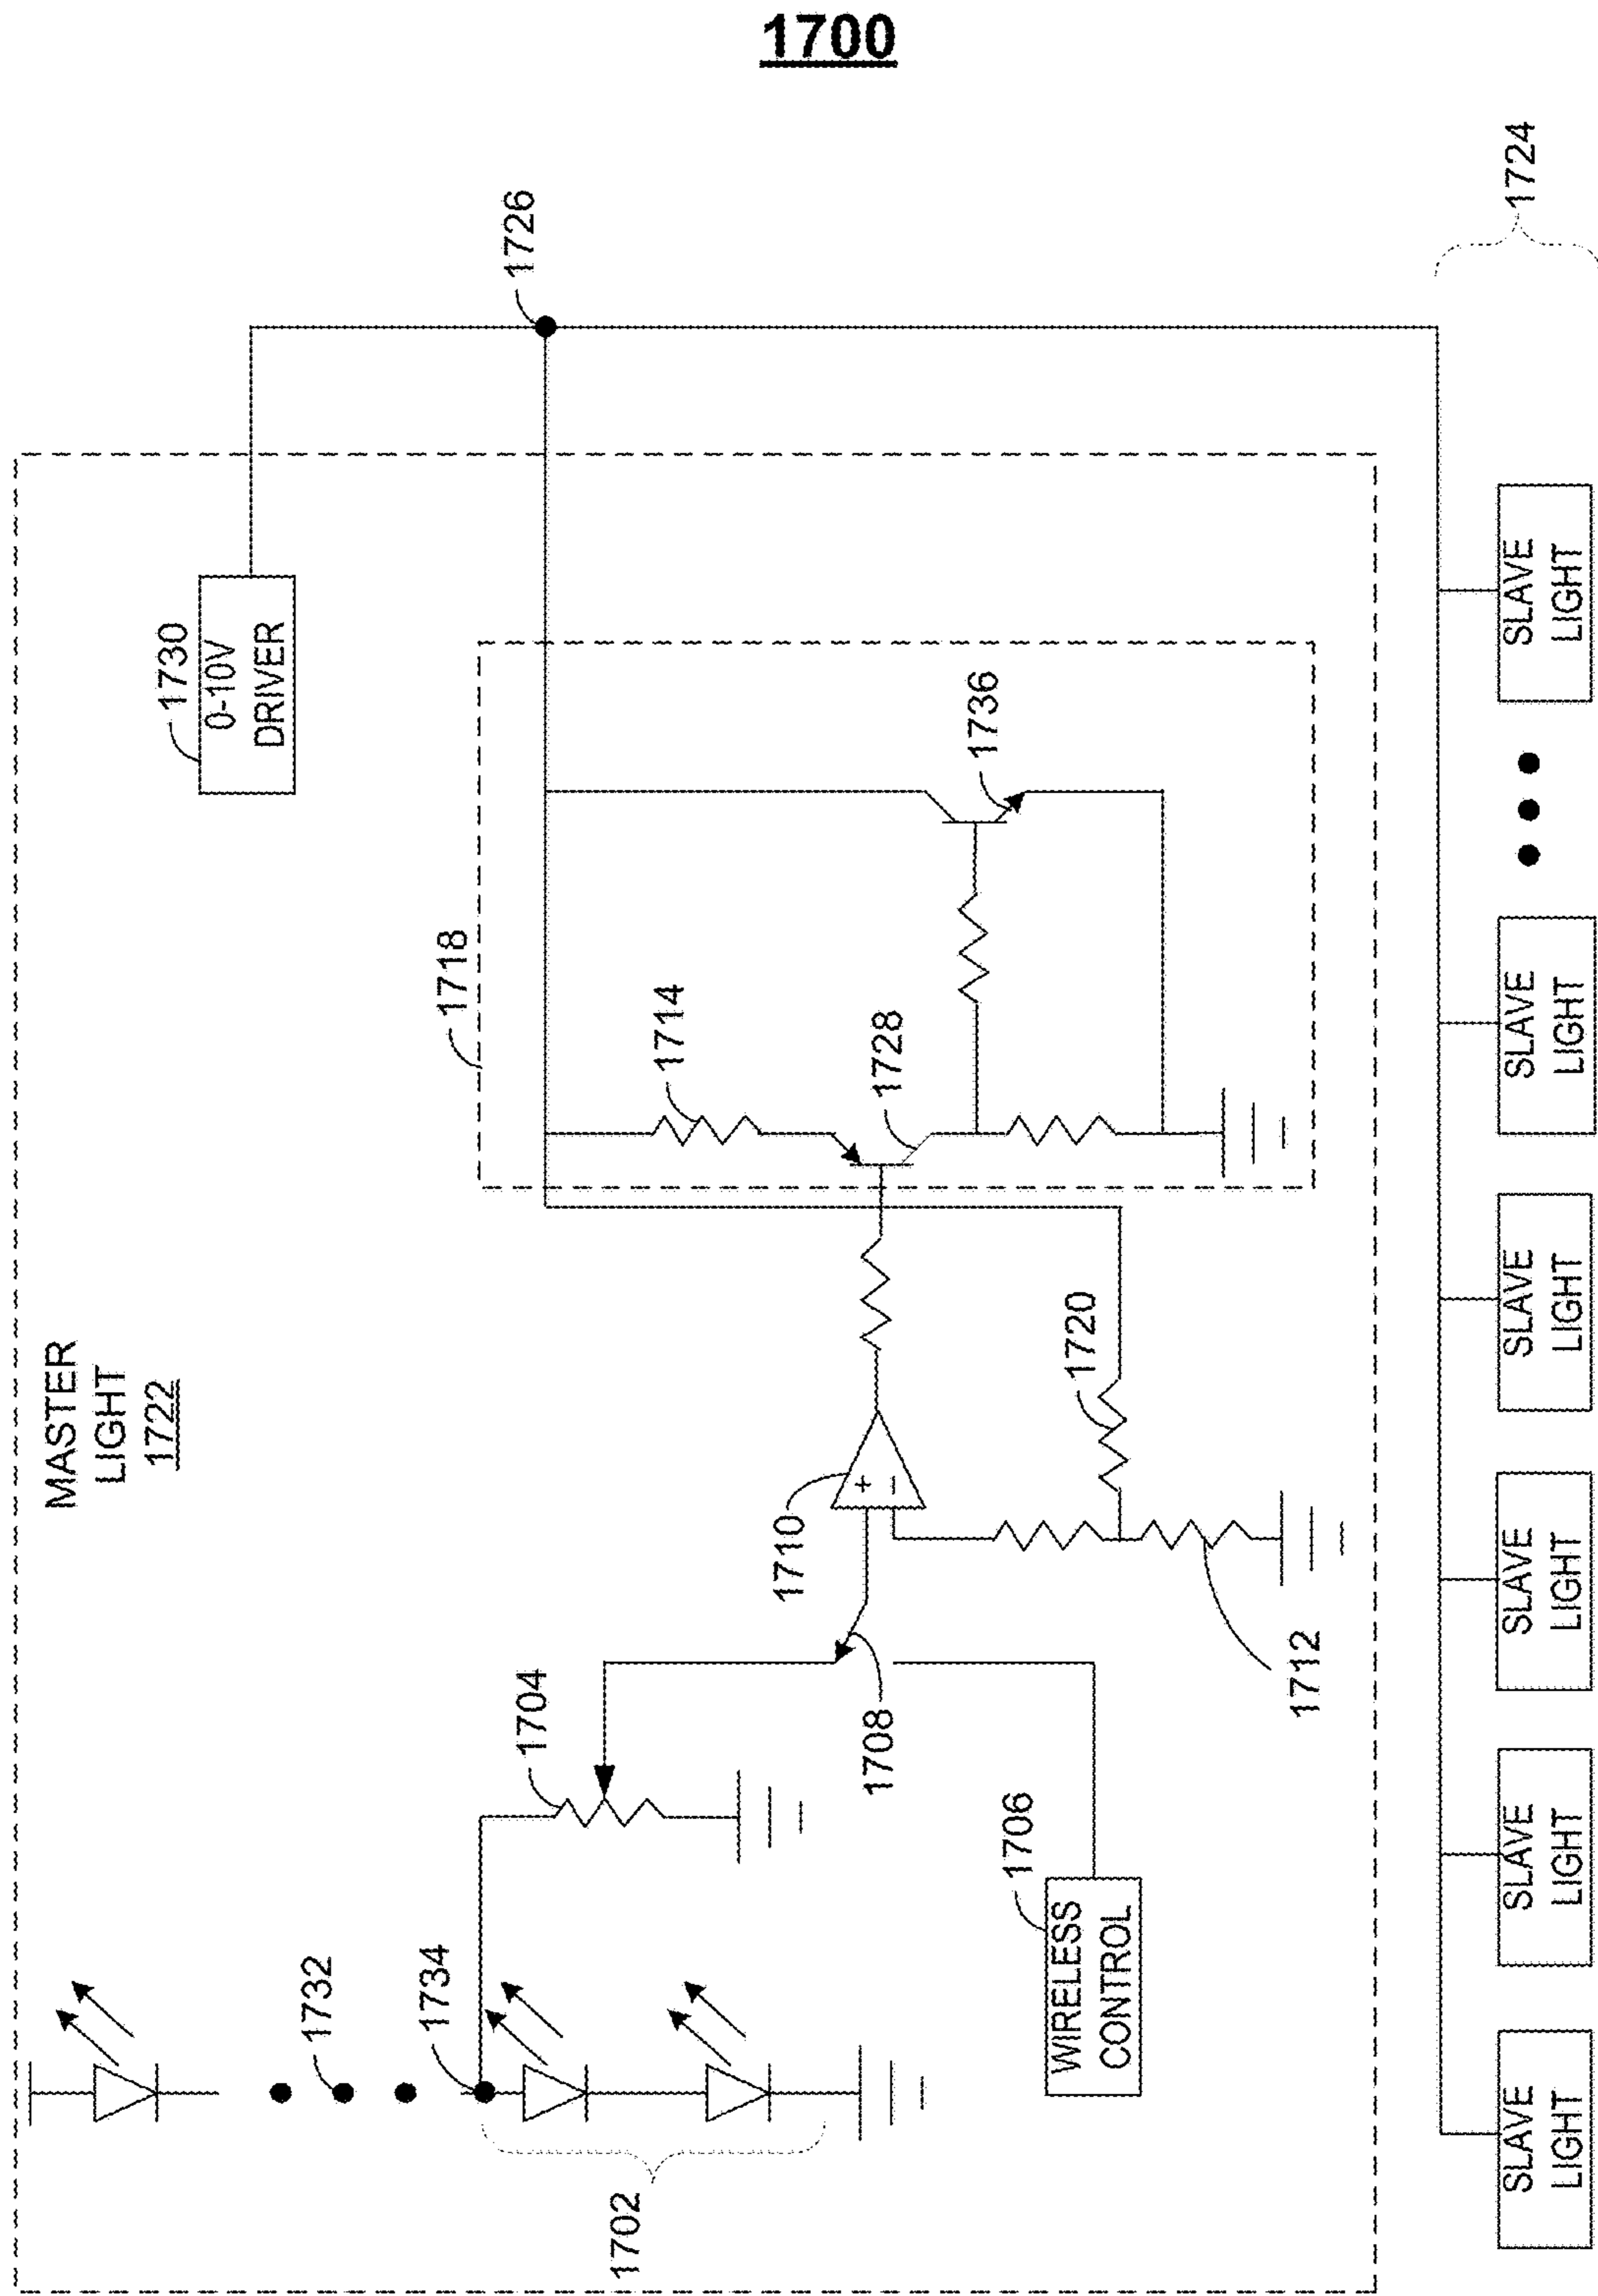 1700
MASTER
LIGHT
1722
1730
0-10V
DRIVER
1726
1718
1714
1728
1736
1732
1734
1702
1704
1706
WIRELESS
CONTROL
1708
1710
+
−
1712
1720
1724
SLAVE
LIGHT
SLAVE
LIGHT
SLAVE
LIGHT
SLAVE
LIGHT
SLAVE
LIGHT
SLAVE
LIGHT
SLAVE
LIGHT